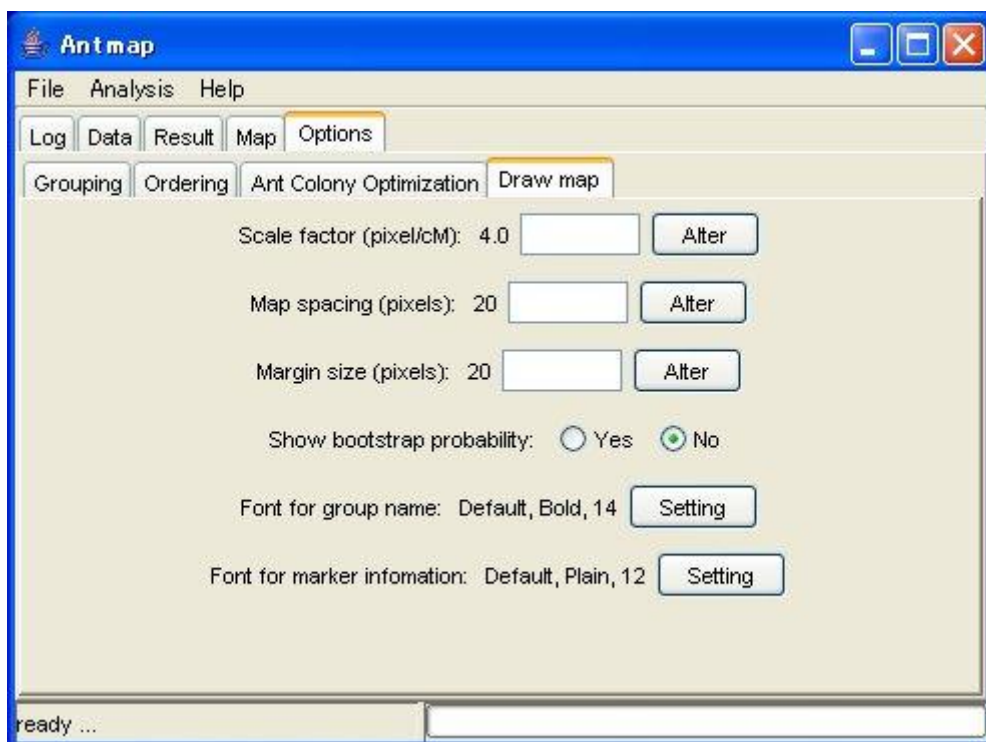 Antmap
File Analysis Help
Log Data Result Map Options
Grouping Ordering Ant Colony Optimization Draw map
Scale factor (pixel/cM): 4.0 Alter
Map spacing (pixels): 20 Alter
Margin size (pixels): 20 Alter
Show bootstrap probability: Yes No
Font for group name: Default, Bold, 14 Setting
Font for marker infomation: Default, Plain, 12 Setting
ready ...